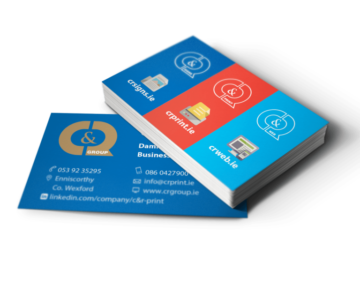 crsigns.ie
crprint.ie
crweb.ie
C&R
GROUP
Business
053 92 35295
Enniscorthy
Co. Wexford
linkedin.com/company/c&r-print
086 0427900
info@crprint.ie
www.crgroup.ie